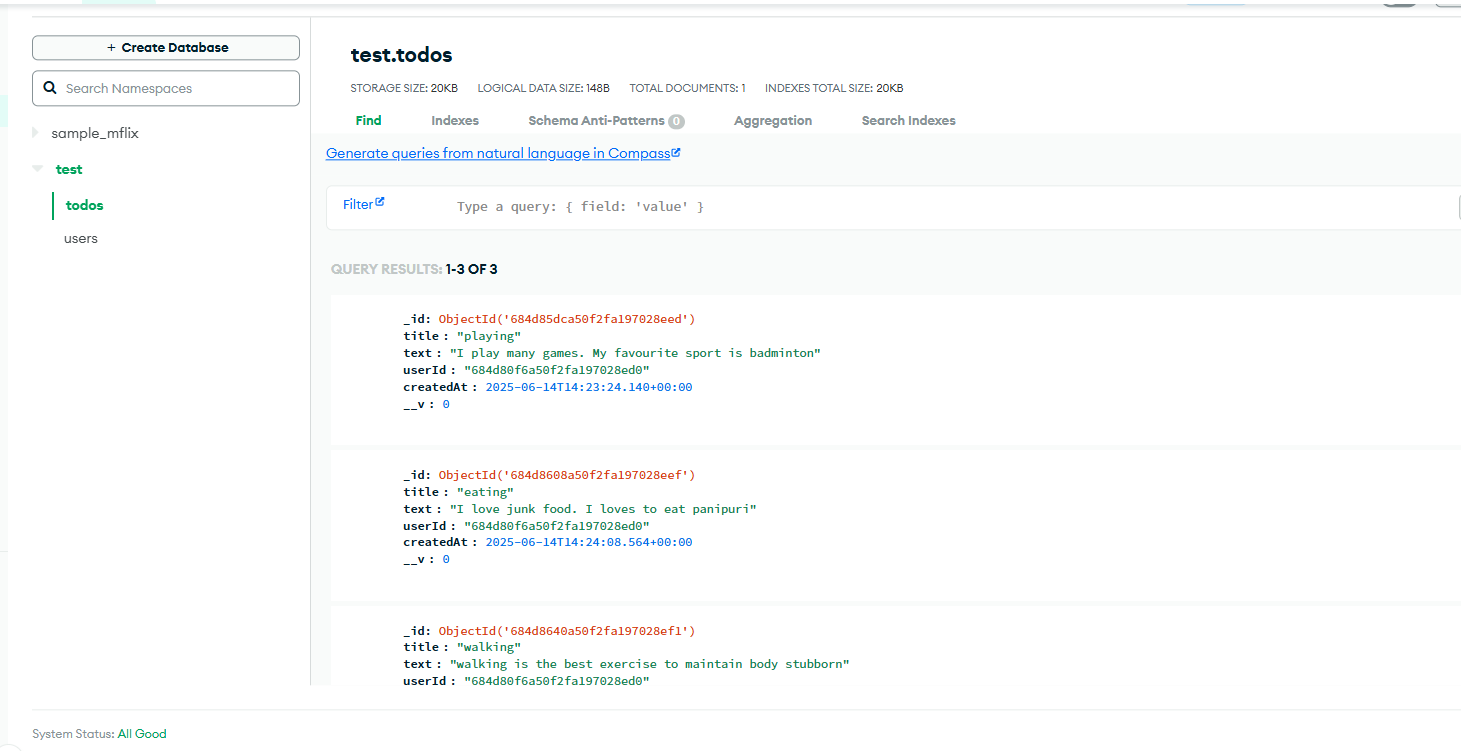 + Create Database
Search Namespaces
sample_mflix
test
todos
users
test.todos
STORAGE SIZE: 20KB LOGICAL DATA SIZE: 148B TOTAL DOCUMENTS: 1 INDEXES TOTAL SIZE: 20KB
Find Indexes Schema Anti-Patterns 0 Aggregation Search Indexes
Generate queries from natural language in Compass
Filter Type a query: { field: 'value' }
QUERY RESULTS: 1-3 OF 3
_id: ObjectId('684d85dca50f2fa197028eed')
title : "playing"
text : "I play many games. My favourite sport is badminton"
userId : "684d80f6a50f2fa197028ed0"
createdAt : 2025-06-14T14:23:24.140+00:00
__v : 0
_id: ObjectId('684d8608a50f2fa197028eef')
title : "eating"
text : "I love junk food. I loves to eat panipuri"
userId : "684d80f6a50f2fa197028ed0"
createdAt : 2025-06-14T14:24:08.564+00:00
__v : 0
_id: ObjectId('684d8640a50f2fa197028ef1')
title : "walking"
text : "walking is the best exercise to maintain body stubborn"
userId : "684d80f6a50f2fa197028ed0"
System Status: All Good